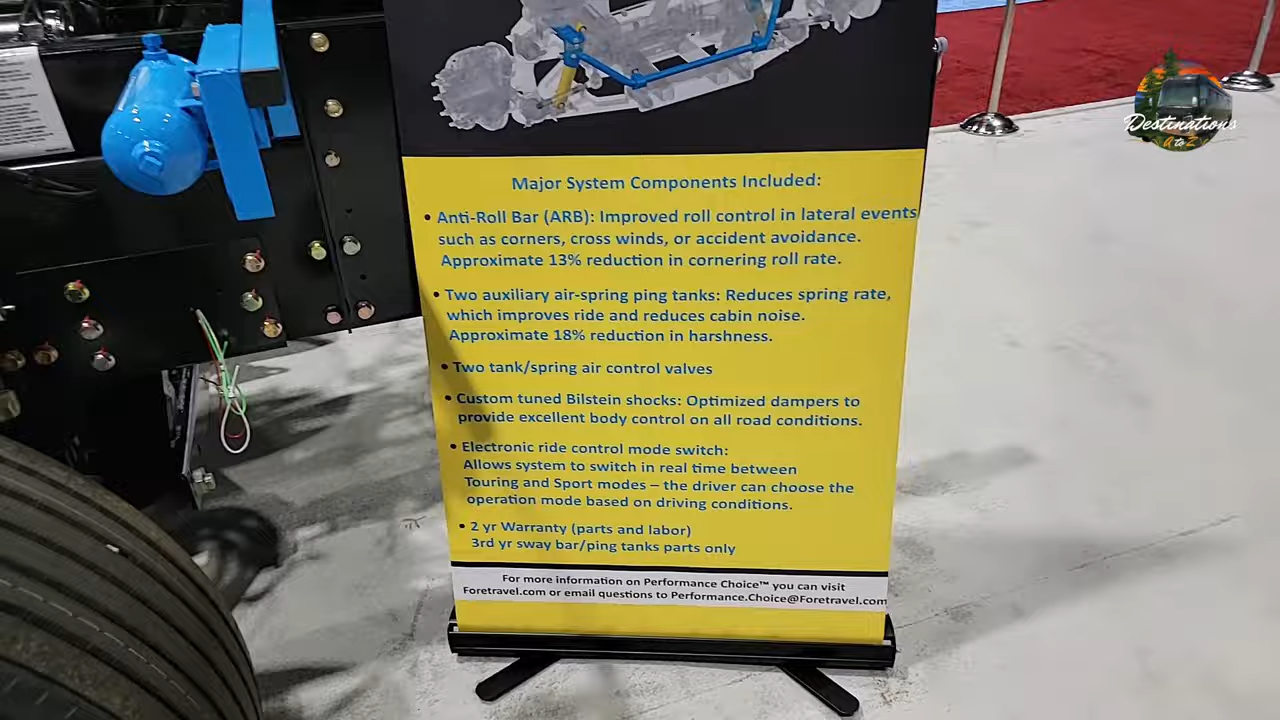 Destinations
A to Z
Major System Components Included:
• Anti-Roll Bar (ARB): Improved roll control in lateral events
such as corners, cross winds, or accident avoidance.
Approximate 13% reduction in cornering roll rate.
• Two auxiliary air-spring ping tanks: Reduces spring rate,
which improves ride and reduces cabin noise.
Approximate 18% reduction in harshness.
• Two tank/spring air control valves
• Custom tuned Bilstein shocks: Optimized dampers to
provide excellent body control on all road conditions.
• Electronic ride control mode switch:
Allows system to switch in real time between
Touring and Sport modes – the driver can choose the
operation mode based on driving conditions.
• 2 yr Warranty (parts and labor)
3rd yr sway bar/ping tanks parts only
For more information on Performance Choice™ you can visit
Foretravel.com or email questions to Performance.Choice@Foretravel.com